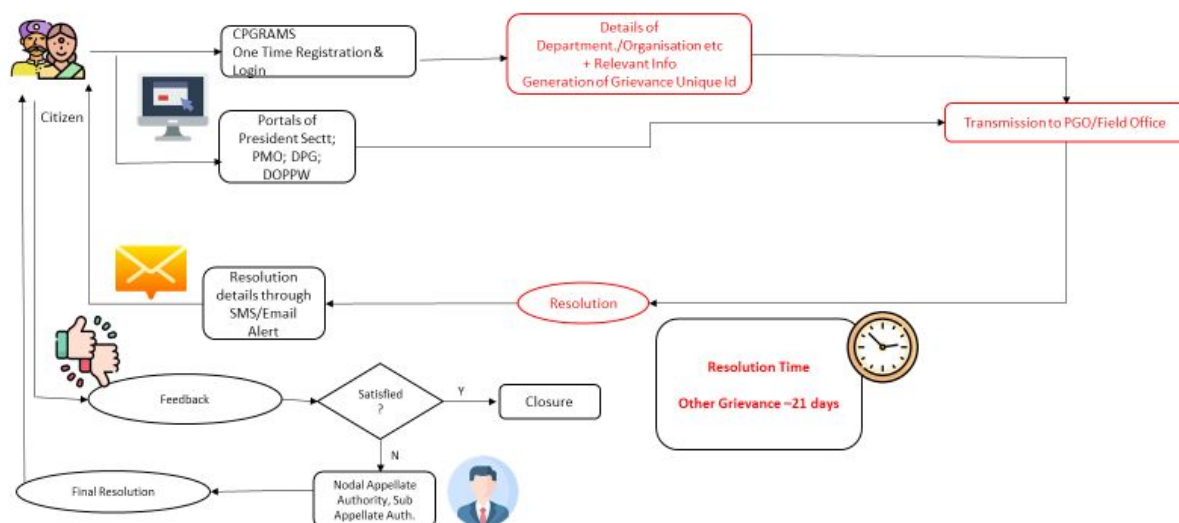 CPGRAMS
One Time Registration &
Login
Details of
Department./Organisation etc
+ Relevant Info
Generation of Grievance Unique Id
Citizen
Portals of
President Sectt;
PMO; DPG;
DOPPW
Transmission to PGO/Field Office
Resolution
details through
SMS/Email
Alert
Resolution
Resolution Time
Other Grievance –21 days
Feedback
Satisfied
?
Y
Closure
N
Final Resolution
Nodal Appellate
Authority, Sub
Appellate Auth.